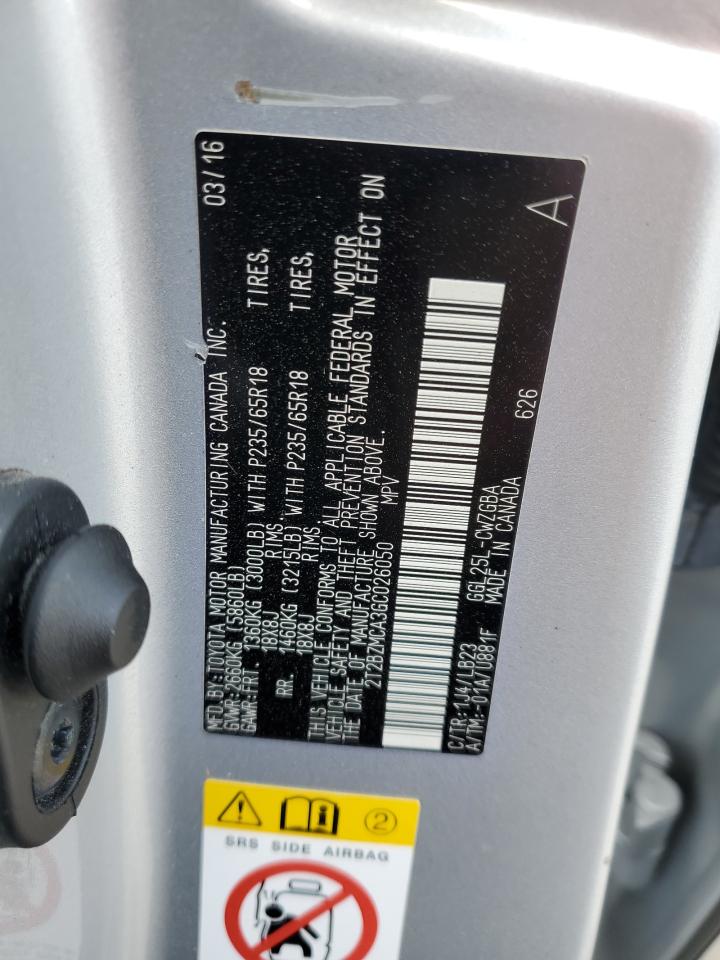 MFD.BY:TOYOTA MOTOR MANUFACTURING CANADA INC. 03/16
GVWR:2660KG (5860LB)
GAWR:FRT. 1360KG (3000LB) WITH P235/65R18 TIRES,
18X8J RIMS.
RR. 1460KG (3215LB) WITH P235/65R18 TIRES,
18X8J RIMS.
THIS VEHICLE CONFORMS TO ALL APPLICABLE FEDERAL MOTOR
VEHICLE SAFETY AND THEFT PREVENTION STANDARDS IN EFFECT ON
THE DATE OF MANUFACTURE SHOWN ABOVE.
2T2BZMCA3GC026050 MPV
C/TR:1J4/LB23 GGL25L-CWZGBA 626
A/TM:-01A/U881F MADE IN CANADA
A
2
SRS SIDE AIRBAG